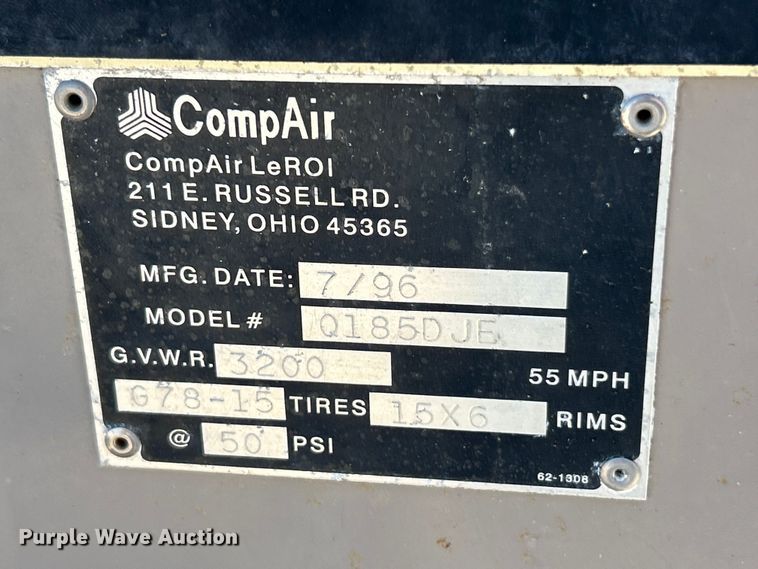 CompAir
CompAir LeROI
211 E. RUSSELL RD.
SIDNEY, OHIO 45365
MFG. DATE: 7/96
MODEL # Q185DJE
G.V.W.R. 3200 55 MPH
G78-15 TIRES 15X6 RIMS
@ 50 PSI
62-1308
Purple Wave Auction